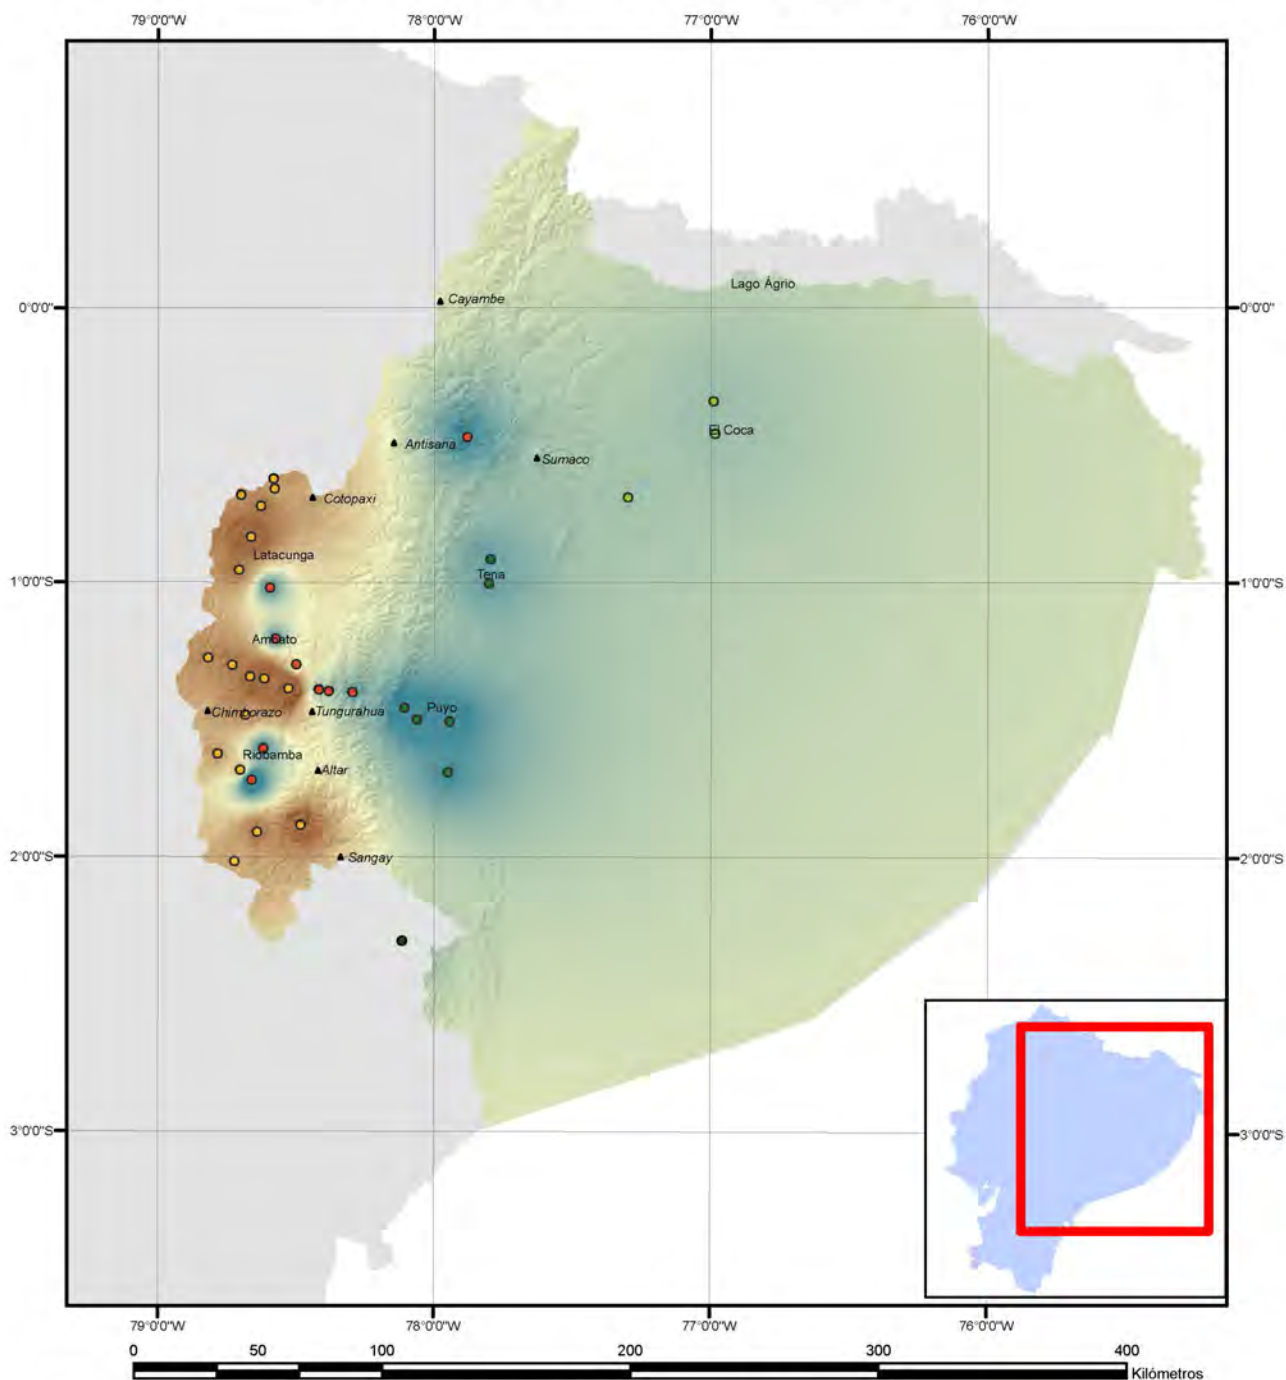 79°0'0"W 78°0'0"W 77°0'0"W 76°0'0"W
Lago Ágrio
Cayambe
0°0'0" 0°0'0"
Coca
Antisana
Sumaco
Cotopaxi
Latacunga
Tena
1°0'0"S 1°0'0"S
Ambato
Puyo
Chimborazo Tungurahua
Riobamba
Altar
2°0'0"S Sangay 2°0'0"S
3°0'0"S 3°0'0"S
79°0'0"W 78°0'0"W 77°0'0"W 76°0'0"W
0 50 100 200 300 400
Kilómetros